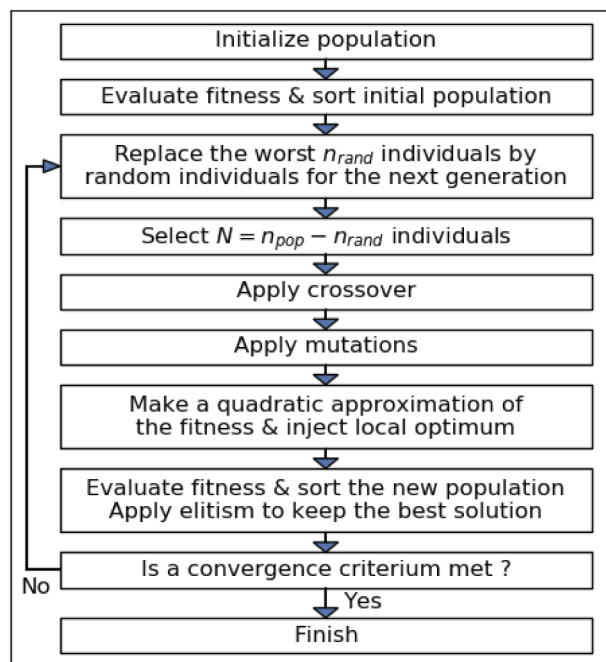 Initialize population
Evaluate fitness & sort initial population
Replace the worst n_rand individuals by
random individuals for the next generation
Select N = n_pop − n_rand individuals
Apply crossover
Apply mutations
Make a quadratic approximation of
the fitness & inject local optimum
Evaluate fitness & sort the new population
Apply elitism to keep the best solution
Is a convergence criterium met ?
No
Yes
Finish